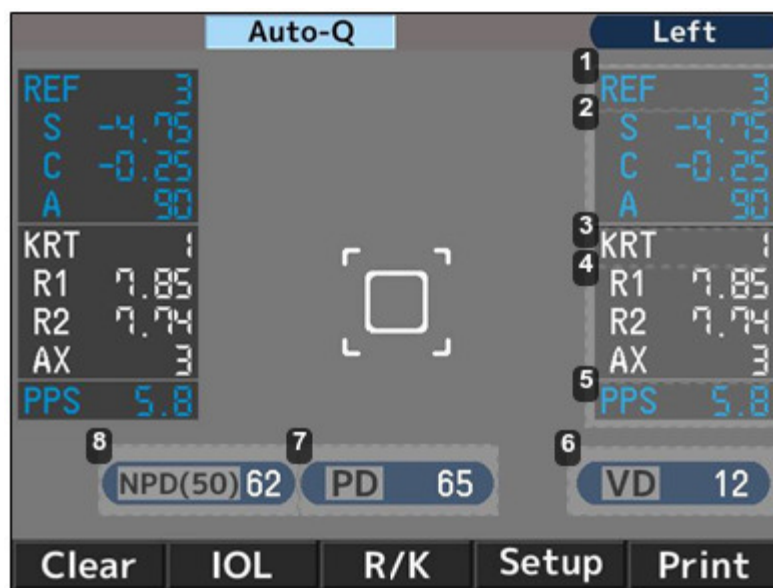 Auto-Q Left
1
REF 3 REF 3
2
S -4.75 S -4.75
C -0.25 C -0.25
A 90 A 90
3
KRT 1 KRT 1
4
R1 7.85 R1 7.85
R2 7.74 R2 7.74
AX 3 AX 3
5
PPS 5.8 PPS 5.8
8 7 6
NPD(50) 62 PD 65 VD 12
Clear IOL R/K Setup Print